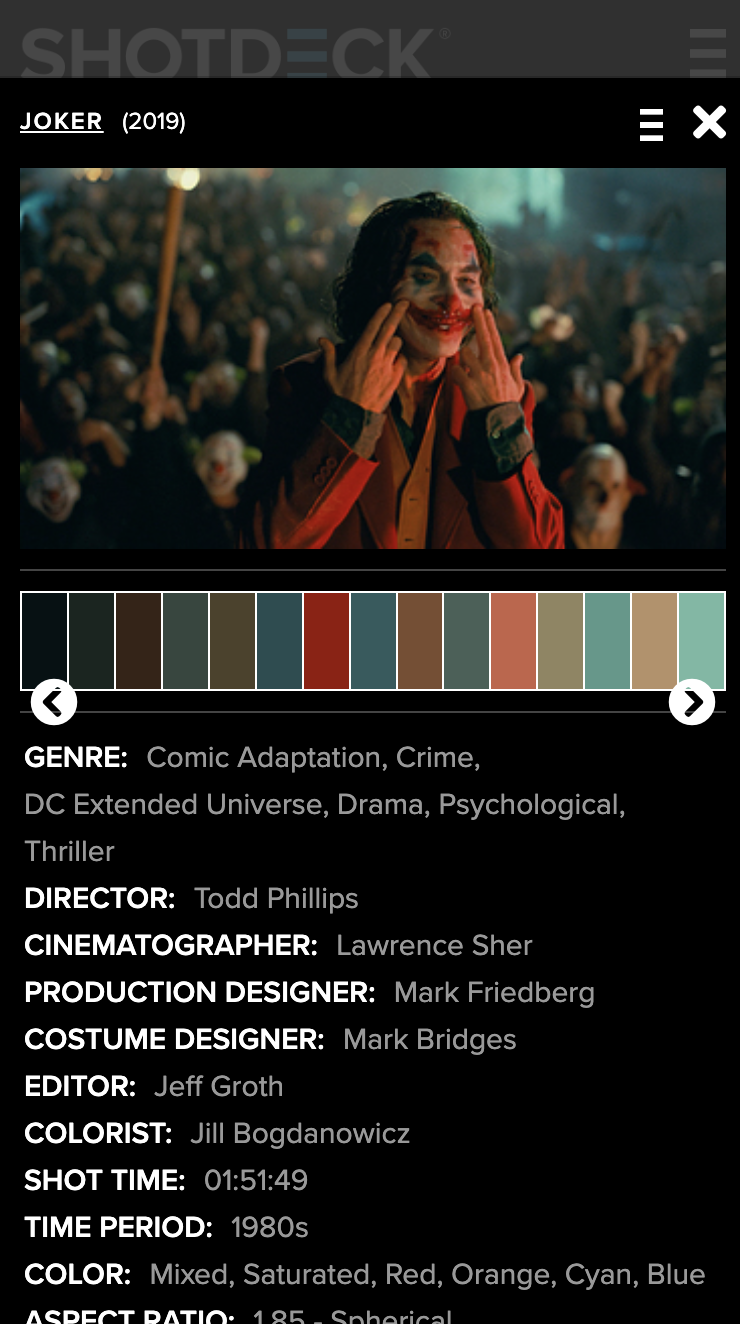 SHOTDECK®
JOKER (2019)
GENRE: Comic Adaptation, Crime,
DC Extended Universe, Drama, Psychological,
Thriller
DIRECTOR: Todd Phillips
CINEMATOGRAPHER: Lawrence Sher
PRODUCTION DESIGNER: Mark Friedberg
COSTUME DESIGNER: Mark Bridges
EDITOR: Jeff Groth
COLORIST: Jill Bogdanowicz
SHOT TIME: 01:51:49
TIME PERIOD: 1980s
COLOR: Mixed, Saturated, Red, Orange, Cyan, Blue
ASPECT RATIO: 1.85 - Spherical